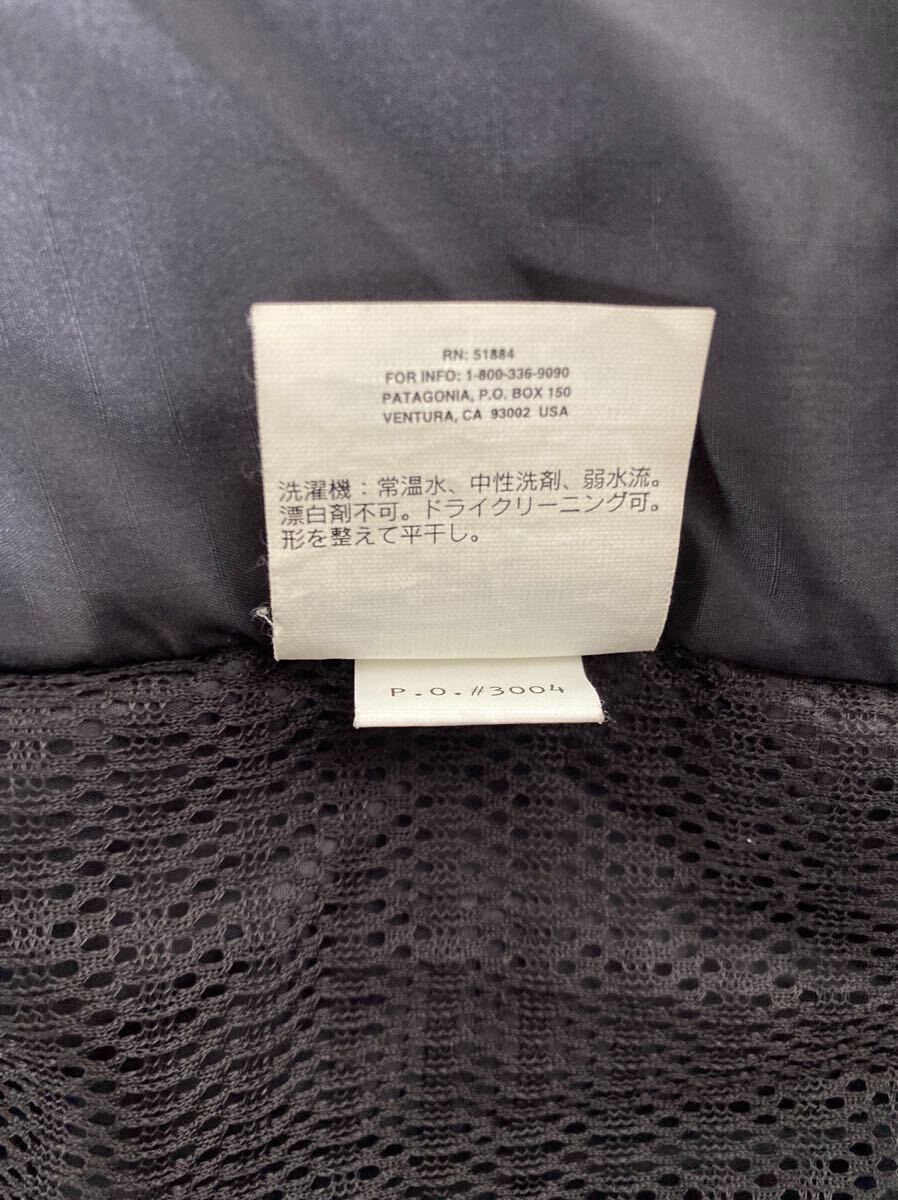 RN: 51884
FOR INFO: 1-800-336-9090
PATAGONIA, P.O. BOX 150
VENTURA, CA 93002 USA
洗濯機：常温水、中性洗剤、弱水流。
漂白剤不可。ドライクリーニング可。
形を整えて平干し。
P.O.#3004